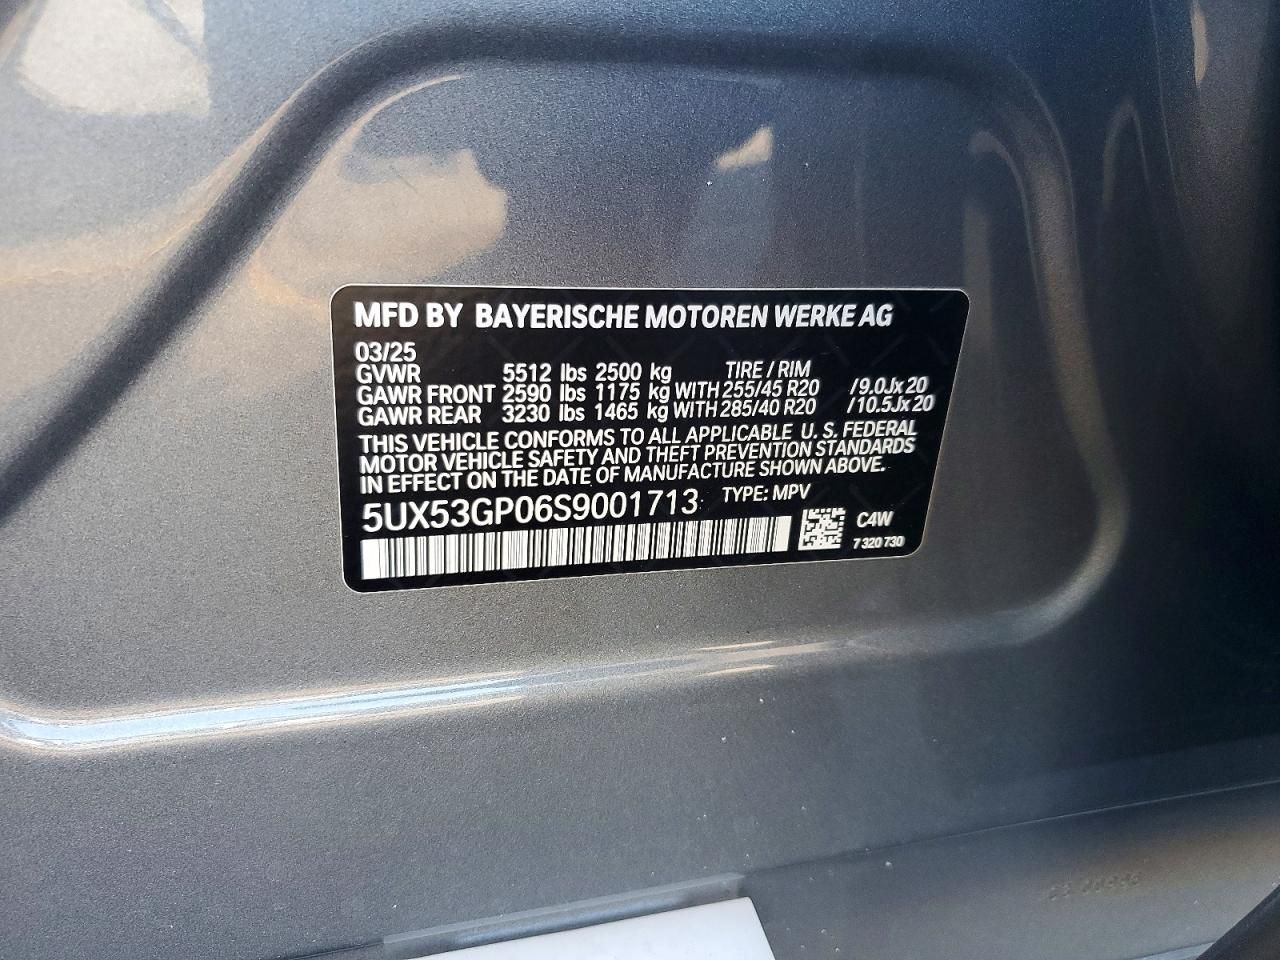 MFD BY BAYERISCHE MOTOREN WERKE AG
03/25
GVWR 5512 lbs 2500 kg TIRE / RIM
GAWR FRONT 2590 lbs 1175 kg WITH 255/45 R20 /9.0Jx20
GAWR REAR 3230 lbs 1465 kg WITH 285/40 R20 /10.5Jx20
THIS VEHICLE CONFORMS TO ALL APPLICABLE U. S. FEDERAL
MOTOR VEHICLE SAFETY AND THEFT PREVENTION STANDARDS
IN EFFECT ON THE DATE OF MANUFACTURE SHOWN ABOVE.
5UX53GP06S9001713 TYPE: MPV
C4W
7 320 730